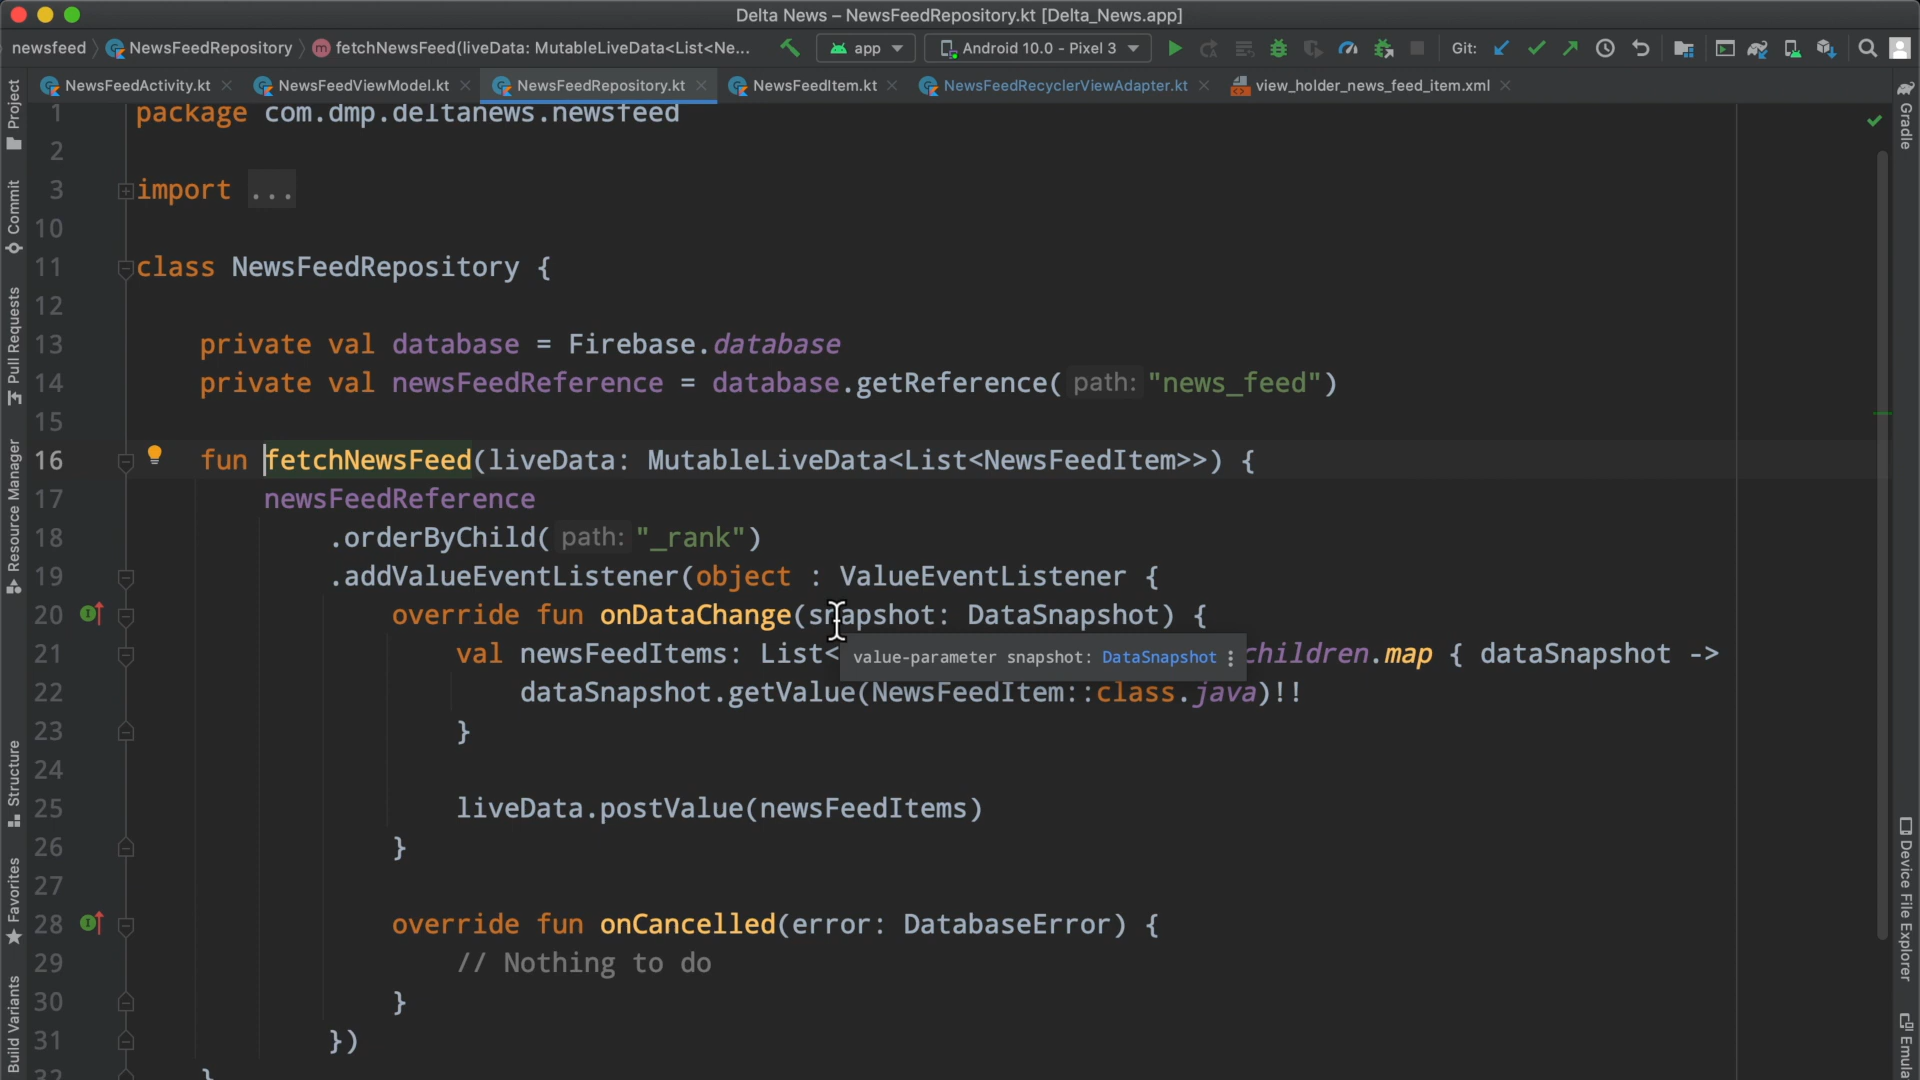 Delta News – NewsFeedRepository.kt [Delta_News.app]
newsfeed NewsFeedRepository m fetchNewsFeed(liveData: MutableLiveData<List<Ne... app Android 10.0 - Pixel 3 Git:
NewsFeedActivity.kt NewsFeedViewModel.kt NewsFeedRepository.kt NewsFeedItem.kt NewsFeedRecyclerViewAdapter.kt view_holder_news_feed_item.xml
Project
Commit
Pull Requests
Resource Manager
Structure
Favorites
Build Variants
1 package com.dmp.deltanews.newsfeed
2
3 import ...
10
11 class NewsFeedRepository {
12
13 private val database = Firebase.database
14 private val newsFeedReference = database.getReference( path: "news_feed")
15
16 fun fetchNewsFeed(liveData: MutableLiveData<List<NewsFeedItem>>) {
17 newsFeedReference
18 .orderByChild( path: "_rank")
19 .addValueEventListener(object : ValueEventListener {
20 override fun onDataChange(snapshot: DataSnapshot) {
21 val newsFeedItems: List< children.map { dataSnapshot ->
value-parameter snapshot: DataSnapshot
22 dataSnapshot.getValue(NewsFeedItem::class.java)!!
23 }
24
25 liveData.postValue(newsFeedItems)
26 }
27
28 override fun onCancelled(error: DatabaseError) {
29 // Nothing to do
30 }
31 })
32 }
Gradle
Device File Explorer
Emula